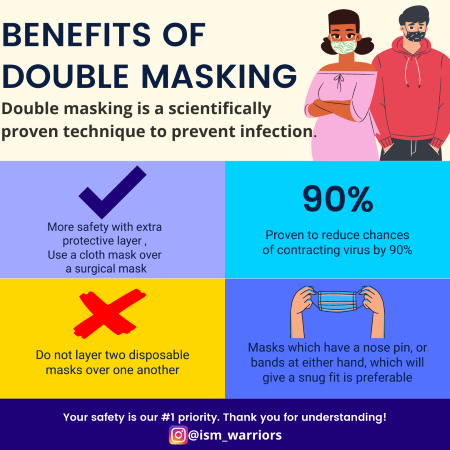 BENEFITS OF
DOUBLE MASKING
Double masking is a scientifically
proven technique to prevent infection.
More safety with extra
protective layer ,
Use a cloth mask over
a surgical mask
90%
Proven to reduce chances
of contracting virus by 90%
Do not layer two disposable
masks over one another
Masks which have a nose pin, or
bands at either hand, which will
give a snug fit is preferable
Your safety is our #1 priority. Thank you for understanding!
@ism_warriors